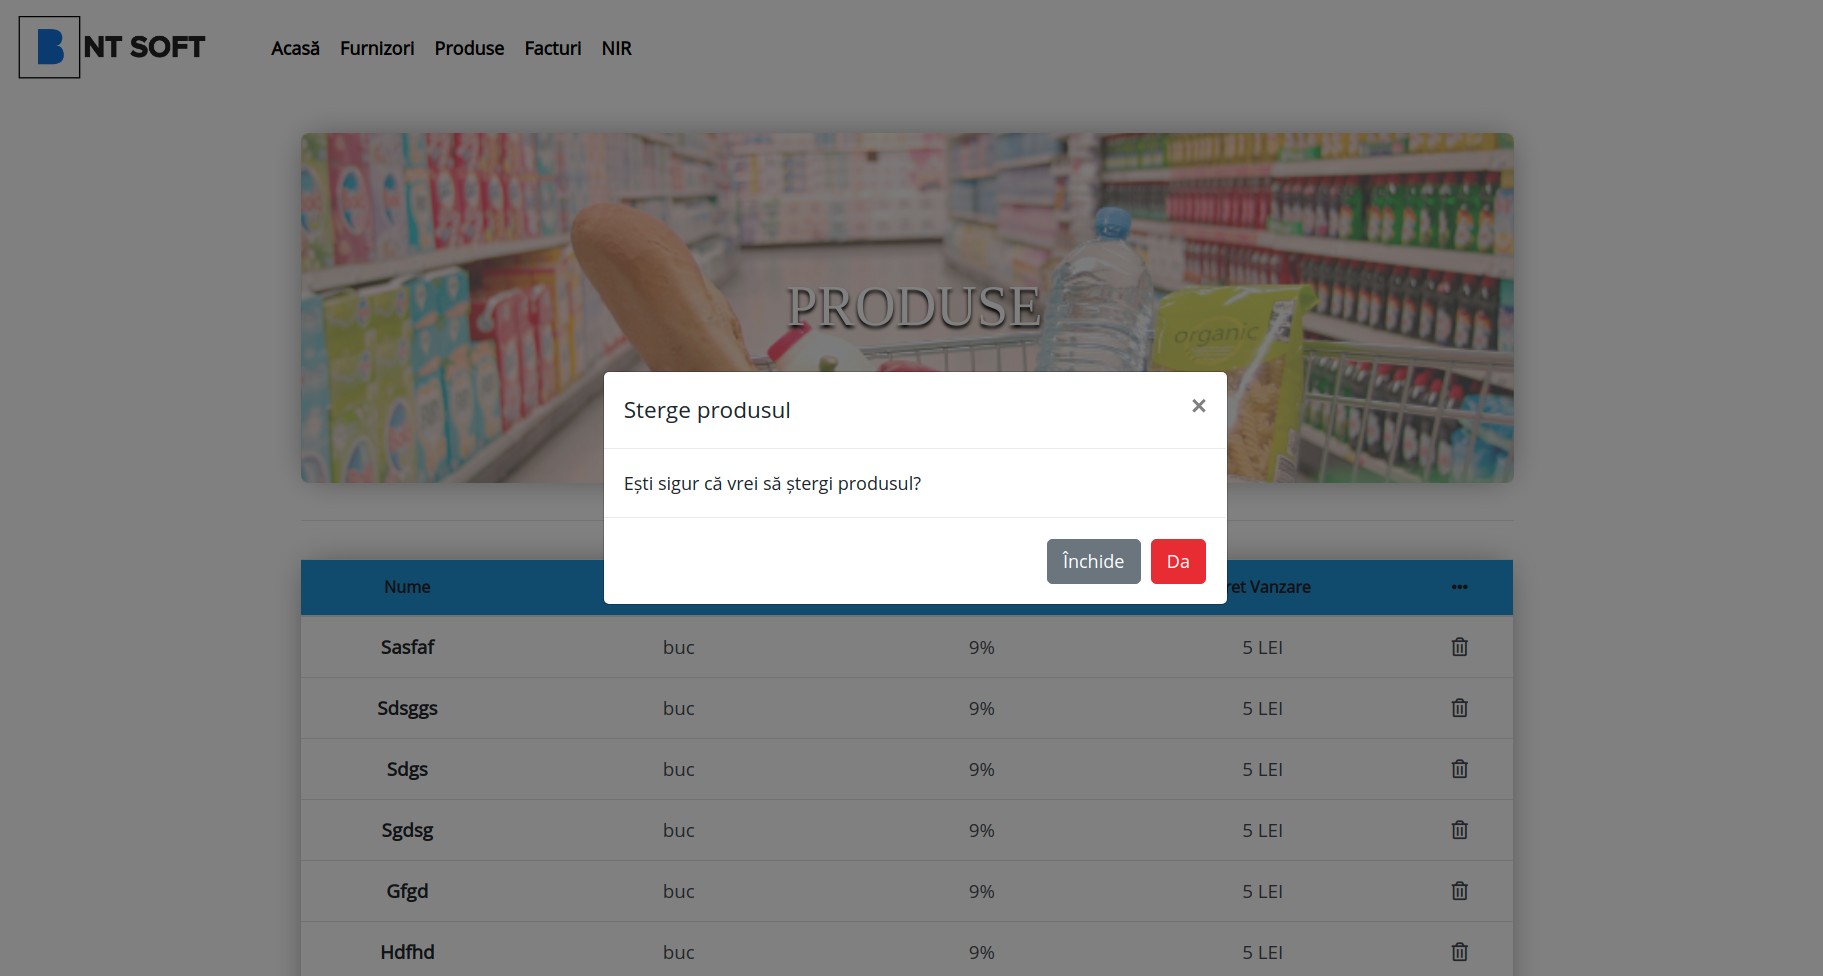 B NT SOFT
Acasă Furnizori Produse Facturi NIR
PRODUSE
organic
Sterge produsul ×
Ești sigur că vrei să ștergi produsul?
Închide Da
Nume ret Vanzare •••
Sasfaf buc 9% 5 LEI
Sdsggs buc 9% 5 LEI
Sdgs buc 9% 5 LEI
Sgdsg buc 9% 5 LEI
Gfgd buc 9% 5 LEI
Hdfhd buc 9% 5 LEI